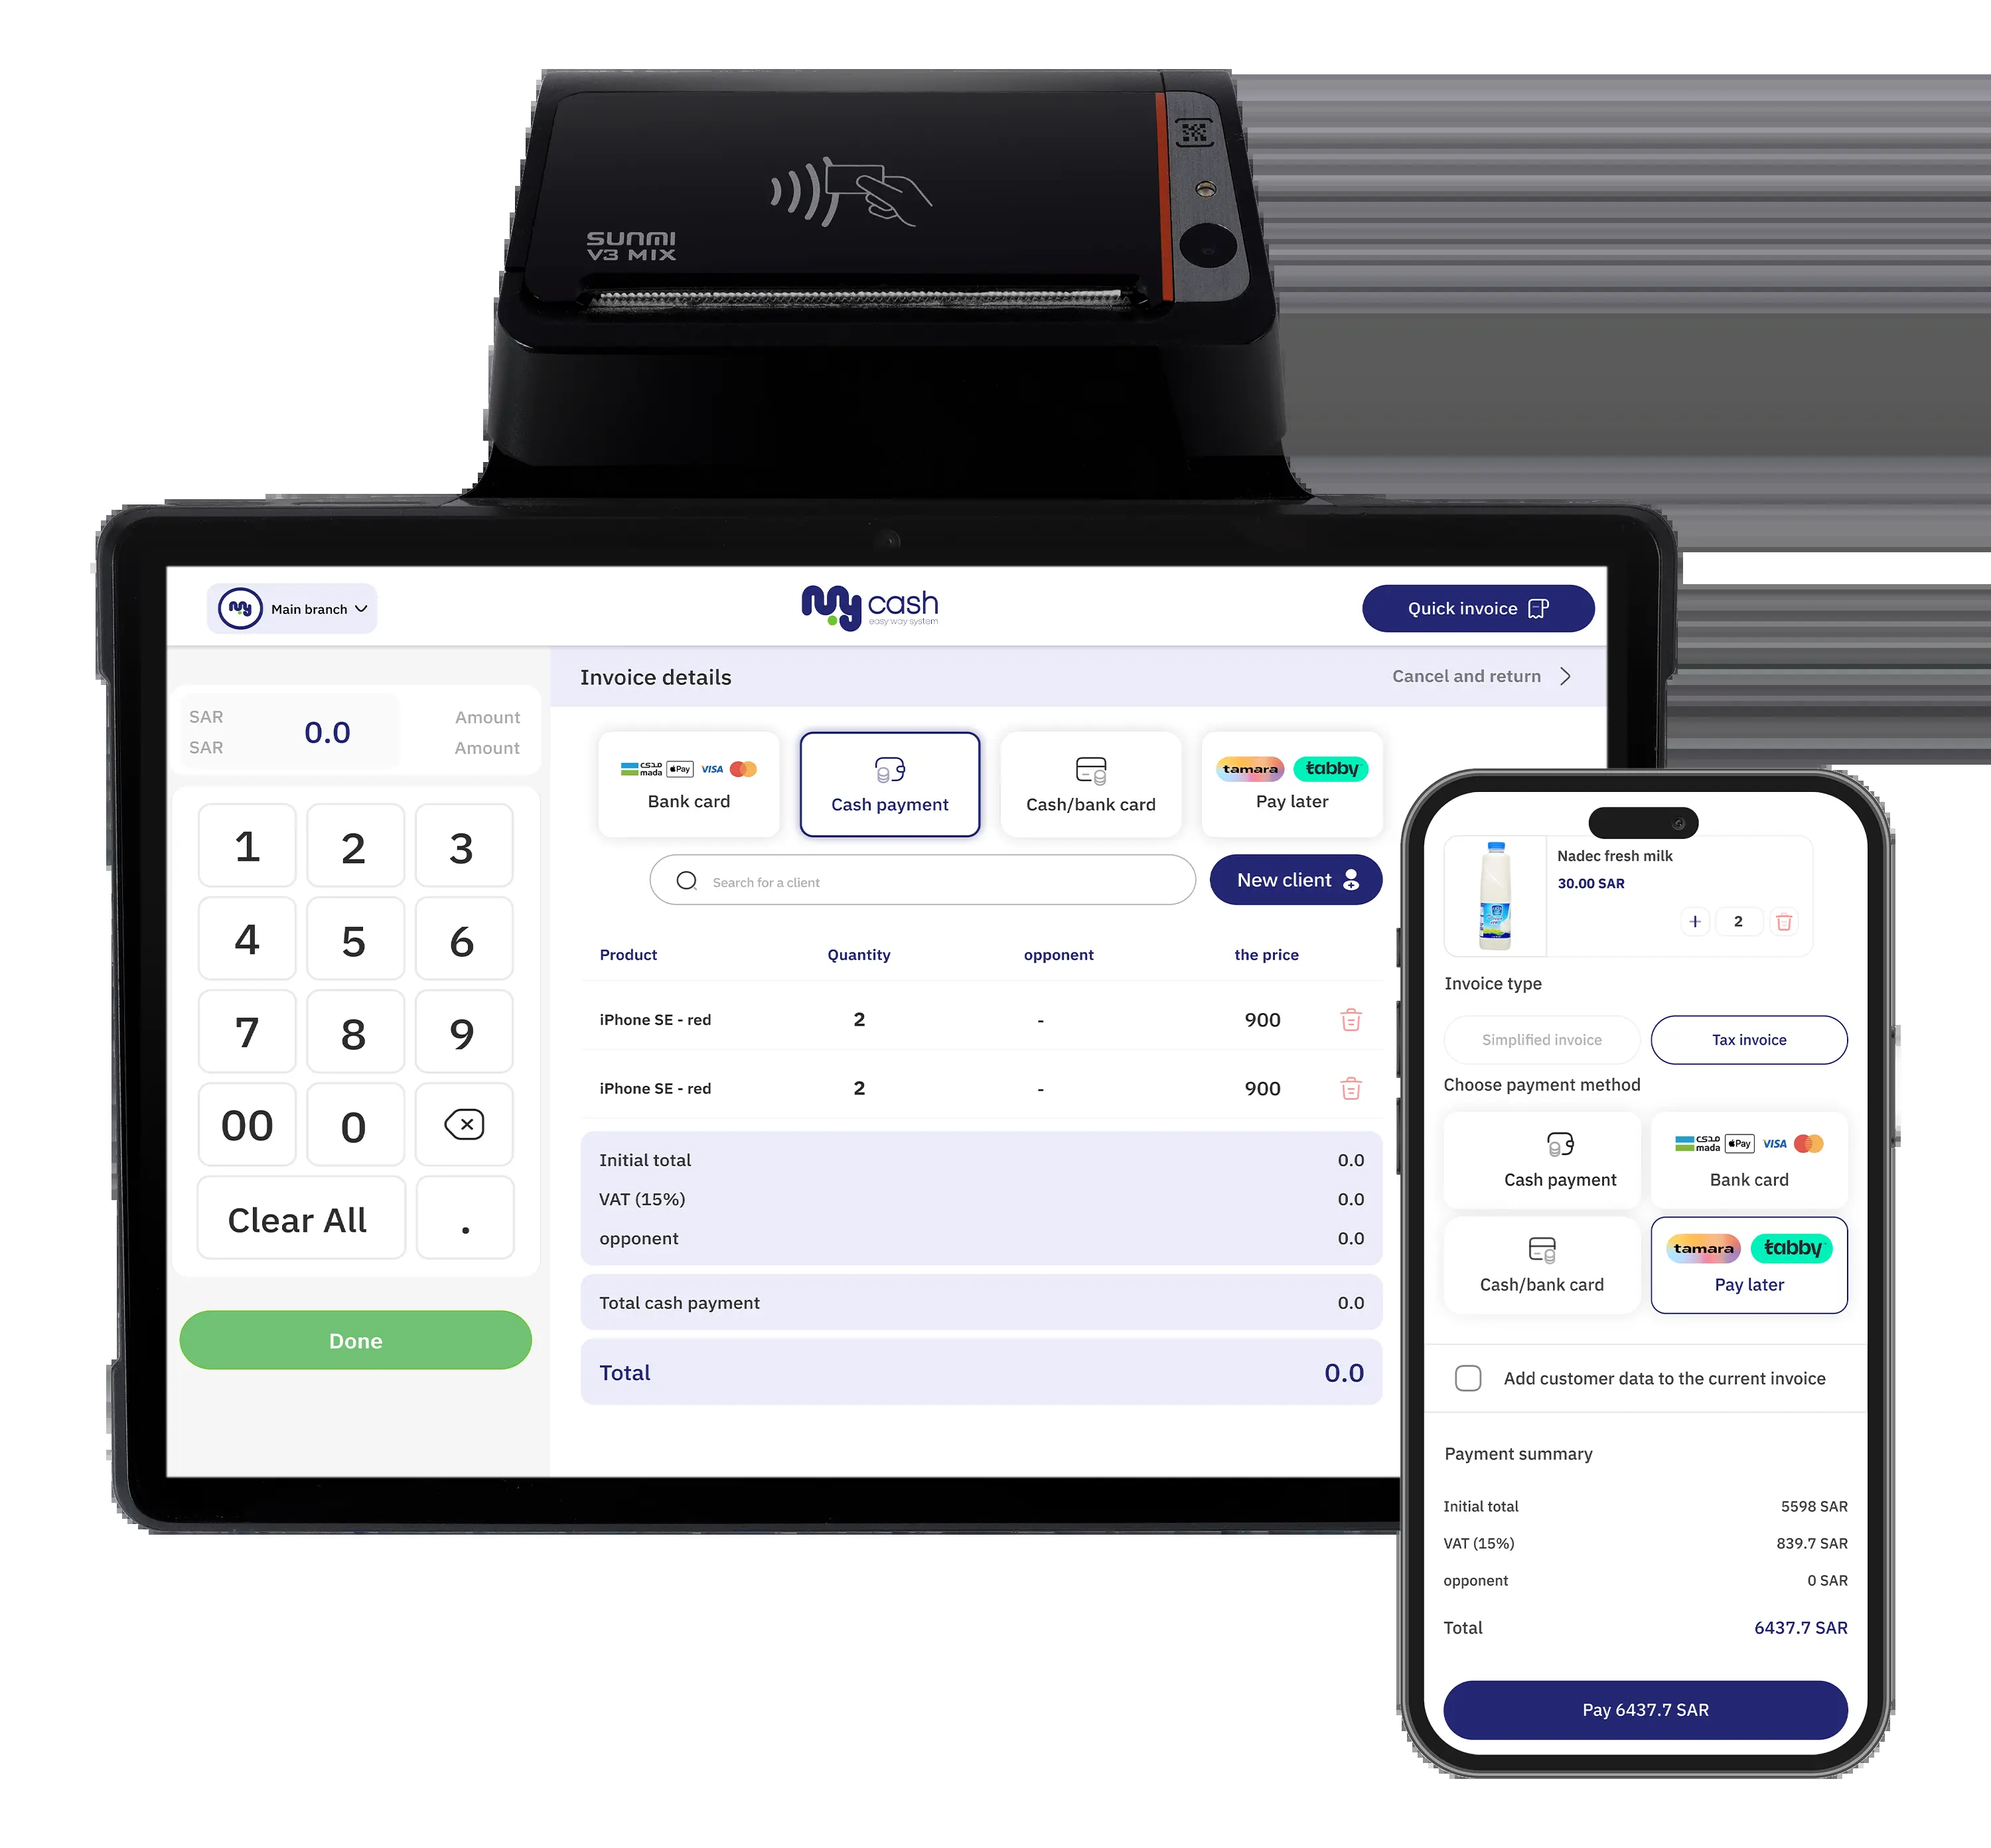 SUNMI
V3 MIX
My cash
easy way system
My
Main branch
Quick invoice
SAR
0.0
Amount
SAR
Amount
1
2
3
4
5
6
7
8
9
00
0
Clear All
.
Done
Invoice details
Cancel and return
مدى
mada
Pay
VISA
Bank card
Cash payment
Cash/bank card
tamara
tabby
Pay later
Search for a client
New client
Product
Quantity
opponent
the price
iPhone SE - red
2
-
900
iPhone SE - red
2
-
900
Initial total
0.0
VAT (15%)
0.0
opponent
0.0
Total cash payment
0.0
Total
0.0
Nadec fresh milk
30.00 SAR
+
2
Invoice type
Simplified invoice
Tax invoice
Choose payment method
Cash payment
مدى
mada
Pay
VISA
Bank card
Cash/bank card
tamara
tabby
Pay later
Add customer data to the current invoice
Payment summary
Initial total
5598 SAR
VAT (15%)
839.7 SAR
opponent
0 SAR
Total
6437.7 SAR
Pay 6437.7 SAR